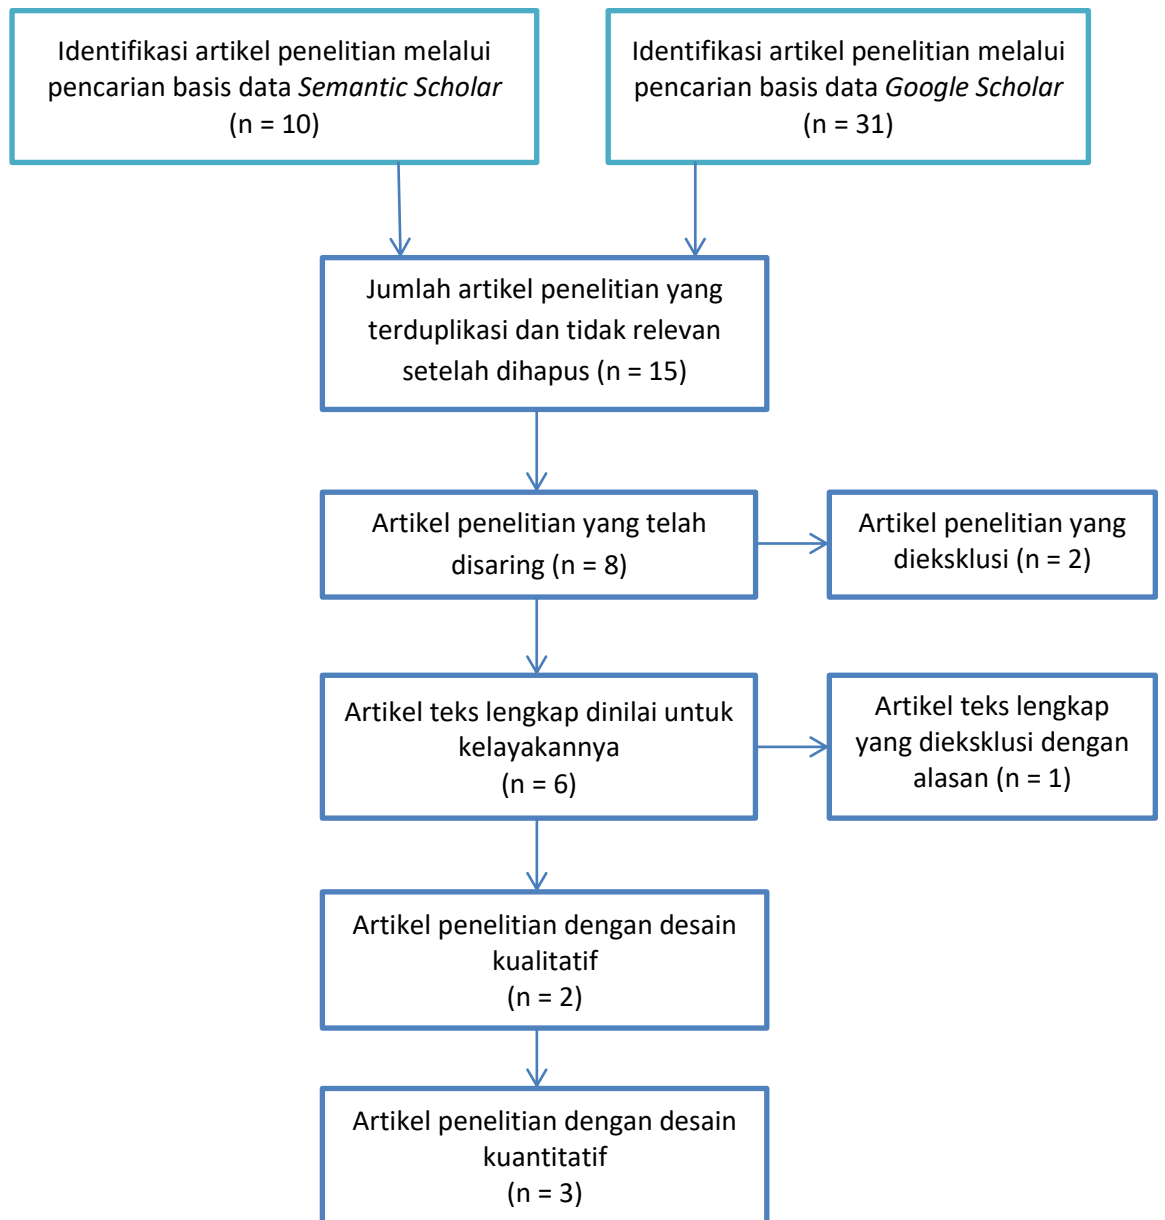 Identifikasi artikel penelitian melalui
pencarian basis data Semantic Scholar
(n = 10)
Identifikasi artikel penelitian melalui
pencarian basis data Google Scholar
(n = 31)
Jumlah artikel penelitian yang
terduplikasi dan tidak relevan
setelah dihapus (n = 15)
Artikel penelitian yang telah
disaring (n = 8)
Artikel penelitian yang
dieksklusi (n = 2)
Artikel teks lengkap dinilai untuk
kelayakannya
(n = 6)
Artikel teks lengkap
yang dieksklusi dengan
alasan (n = 1)
Artikel penelitian dengan desain
kualitatif
(n = 2)
Artikel penelitian dengan desain
kuantitatif
(n = 3)